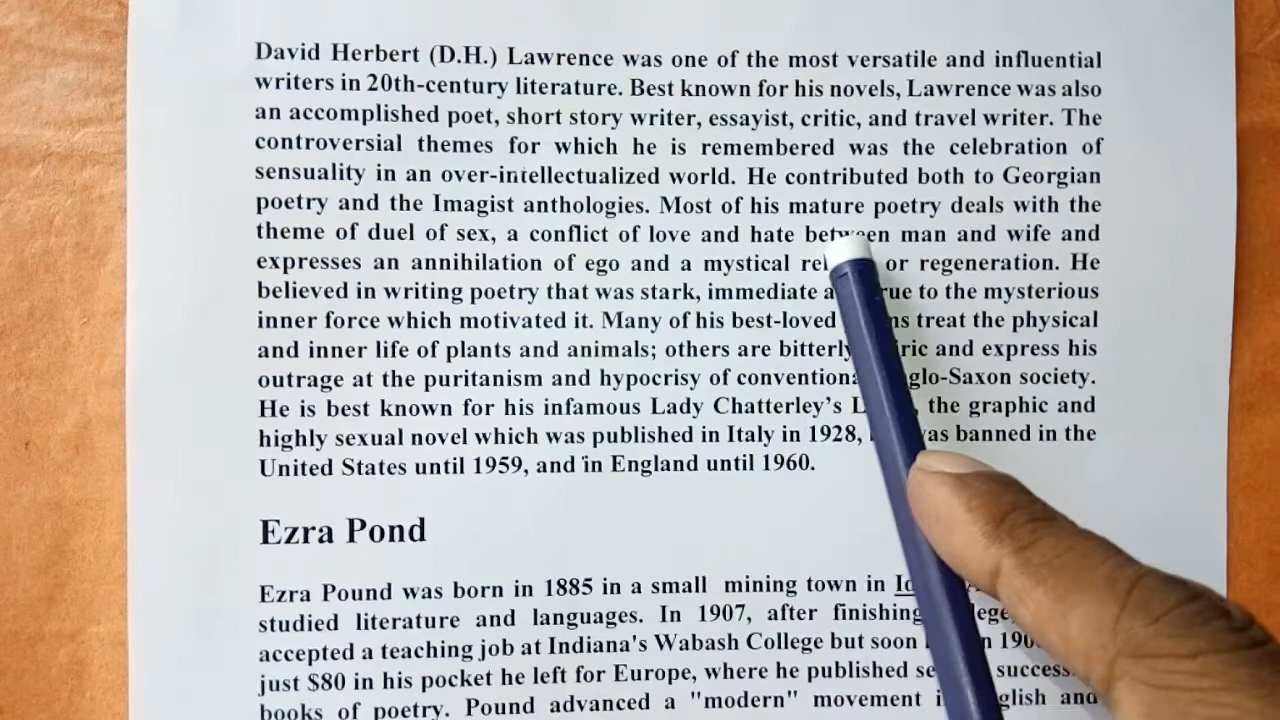 David Herbert (D.H.) Lawrence was one of the most versatile and influential
writers in 20th-century literature. Best known for his novels, Lawrence was also
an accomplished poet, short story writer, essayist, critic, and travel writer. The
controversial themes for which he is remembered was the celebration of
sensuality in an over-intellectualized world. He contributed both to Georgian
poetry and the Imagist anthologies. Most of his mature poetry deals with the
theme of duel of sex, a conflict of love and hate between man and wife and
expresses an annihilation of ego and a mystical or regeneration. He
believed in writing poetry that was stark, immediate to the mysterious
inner force which motivated it. Many of his best-loved treat the physical
and inner life of plants and animals; others are bitterly and express his
outrage at the puritanism and hypocrisy of society.
He is best known for his infamous Lady Chatterley's the graphic and
highly sexual novel which was published in Italy in 1928, was banned in the
United States until 1959, and in England until 1960.
Ezra Pond
Ezra Pound was born in 1885 in a small mining town in
studied literature and languages. In 1907, after finishing
accepted a teaching job at Indiana's Wabash College but soon
just $80 in his pocket he left for Europe, where he published
books of poetry. Pound advanced a "modern" movement and